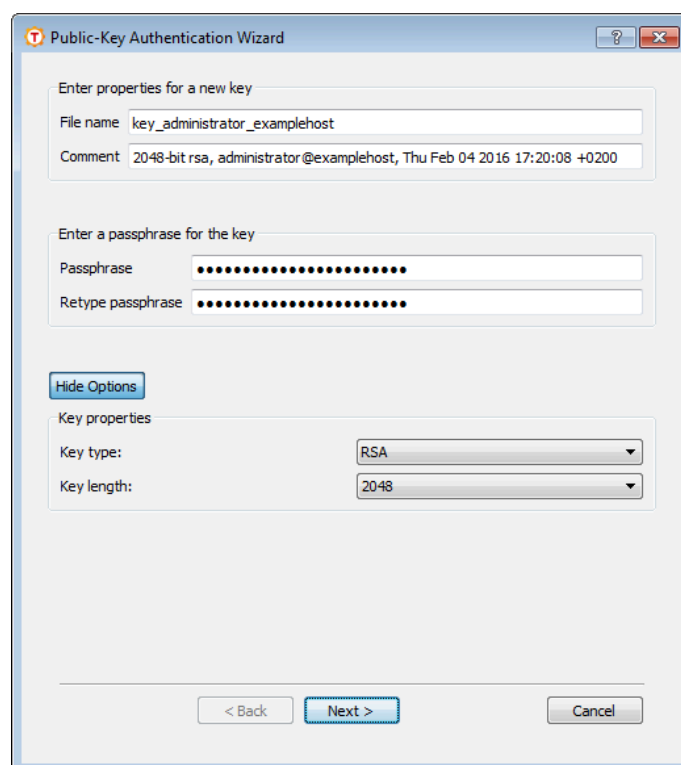 Public-Key Authentication Wizard
Enter properties for a new key
File name key_administrator_examplehost
Comment 2048-bit rsa, administrator@examplehost, Thu Feb 04 2016 17:20:08 +0200
Enter a passphrase for the key
Passphrase ●●●●●●●●●●●●●●●●●●●●●●●
Retype passphrase ●●●●●●●●●●●●●●●●●●●●●●●
Hide Options
Key properties
Key type: RSA
Key length: 2048
< Back Next > Cancel